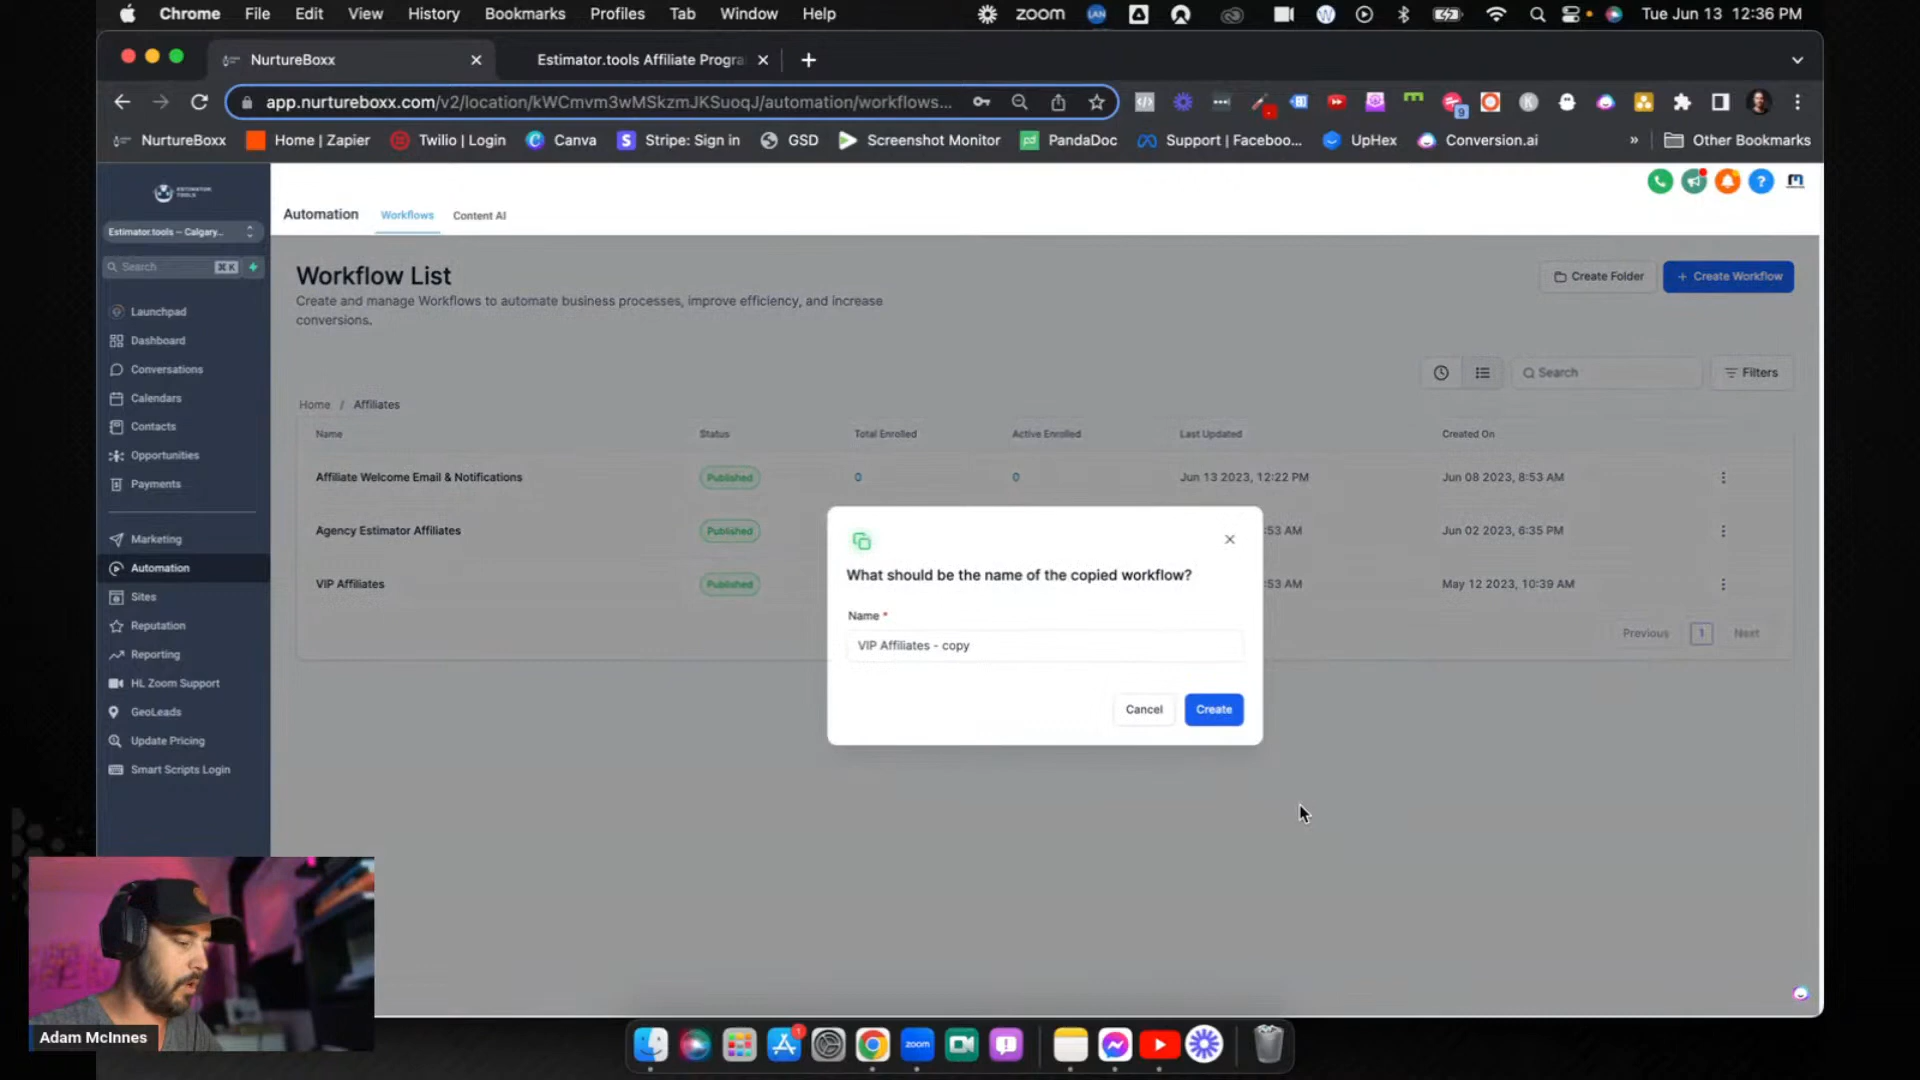 Chrome File Edit View History Bookmarks Profiles Tab Window Help zoom LAN Tue Jun 13 12:36 PM
NurtureBoxx
Estimator.tools Affiliate Progra
app.nurtureboxx.com/v2/location/kWCmvm3wMSkzmJKSuoqJ/automation/workflows...
9
NurtureBoxx Home | Zapier Twilio | Login Canva Stripe: Sign in GSD Screenshot Monitor PandaDoc Support | Faceboo... UpHex Conversion.ai » Other Bookmarks
ESTIMATOR
TOOLS
Estimator.tools -- Calgary...
Search ⌘K
Launchpad
Dashboard
Conversations
Calendars
Contacts
Opportunities
Payments
Marketing
Automation
Sites
Reputation
Reporting
HL Zoom Support
GeoLeads
Update Pricing
Smart Scripts Login
Automation Workflows Content AI
Workflow List
Create and manage Workflows to automate business processes, improve efficiency, and increase
conversions.
Create Folder
+ Create Workflow
Search
Filters
Home / Affiliates
Name Status Total Enrolled Active Enrolled Last Updated Created On
Affiliate Welcome Email & Notifications Published 0 0 Jun 13 2023, 12:22 PM Jun 08 2023, 8:53 AM
Agency Estimator Affiliates Published :53 AM Jun 02 2023, 6:35 PM
VIP Affiliates Published :53 AM May 12 2023, 10:39 AM
Previous 1 Next
What should be the name of the copied workflow?
Name *
VIP Affiliates - copy
Cancel Create
Adam McInnes
1
zoom